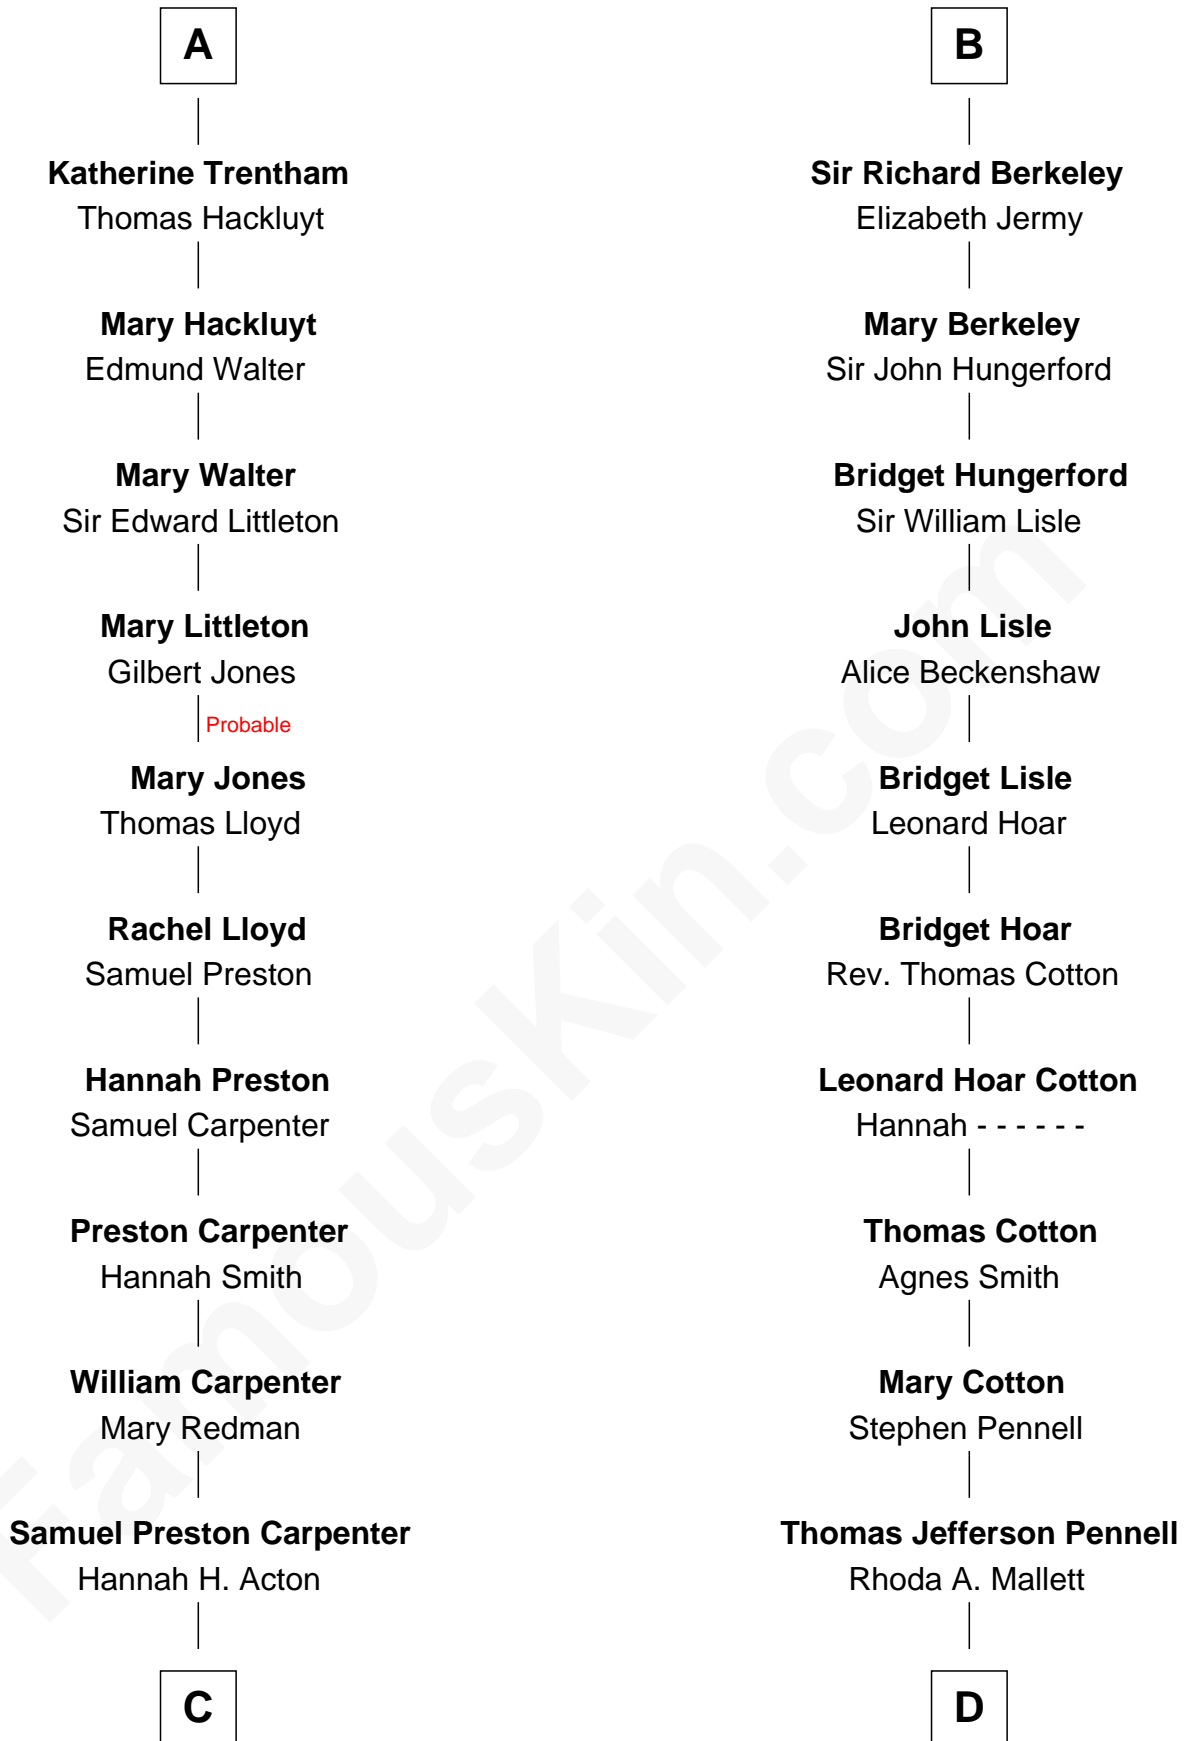 A
Katherine Trentham
Thomas Hackluyt
Mary Hackluyt
Edmund Walter
Mary Walter
Sir Edward Littleton
Mary Littleton
Gilbert Jones
Probable
Mary Jones
Thomas Lloyd
Rachel Lloyd
Samuel Preston
Hannah Preston
Samuel Carpenter
Preston Carpenter
Hannah Smith
William Carpenter
Mary Redman
Samuel Preston Carpenter
Hannah H. Acton
C
B
Sir Richard Berkeley
Elizabeth Jermy
Mary Berkeley
Sir John Hungerford
Bridget Hungerford
Sir William Lisle
John Lisle
Alice Beckenshaw
Bridget Lisle
Leonard Hoar
Bridget Hoar
Rev. Thomas Cotton
Leonard Hoar Cotton
Hannah - - - - - -
Thomas Cotton
Agnes Smith
Mary Cotton
Stephen Pennell
Thomas Jefferson Pennell
Rhoda A. Mallett
D
FamousKin.com